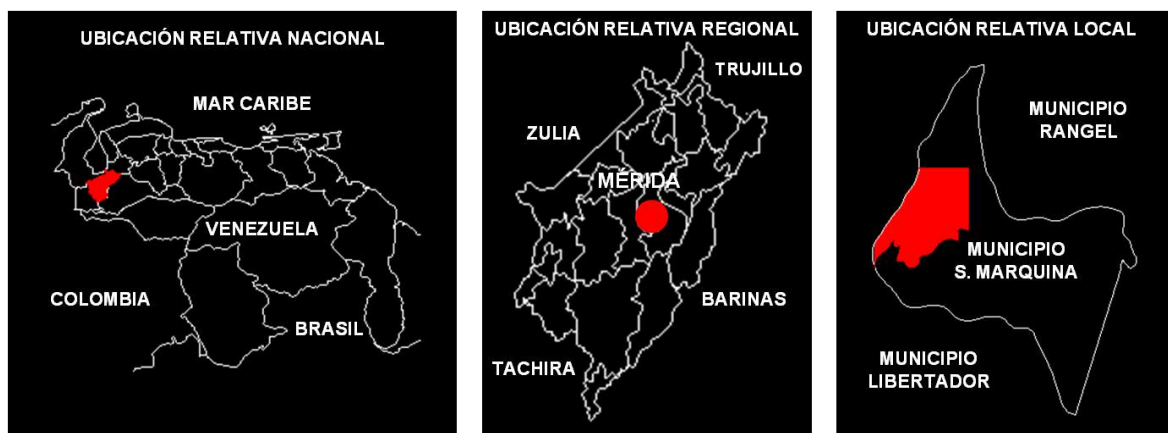 UBICACIÓN RELATIVA NACIONAL
MAR CARIBE
VENEZUELA
COLOMBIA
BRASIL
UBICACIÓN RELATIVA REGIONAL
TRUJILLO
ZULIA
MÉRIDA
BARINAS
TACHIRA
UBICACIÓN RELATIVA LOCAL
MUNICIPIO
RANGEL
MUNICIPIO
S. MARQUINA
MUNICIPIO
LIBERTADOR